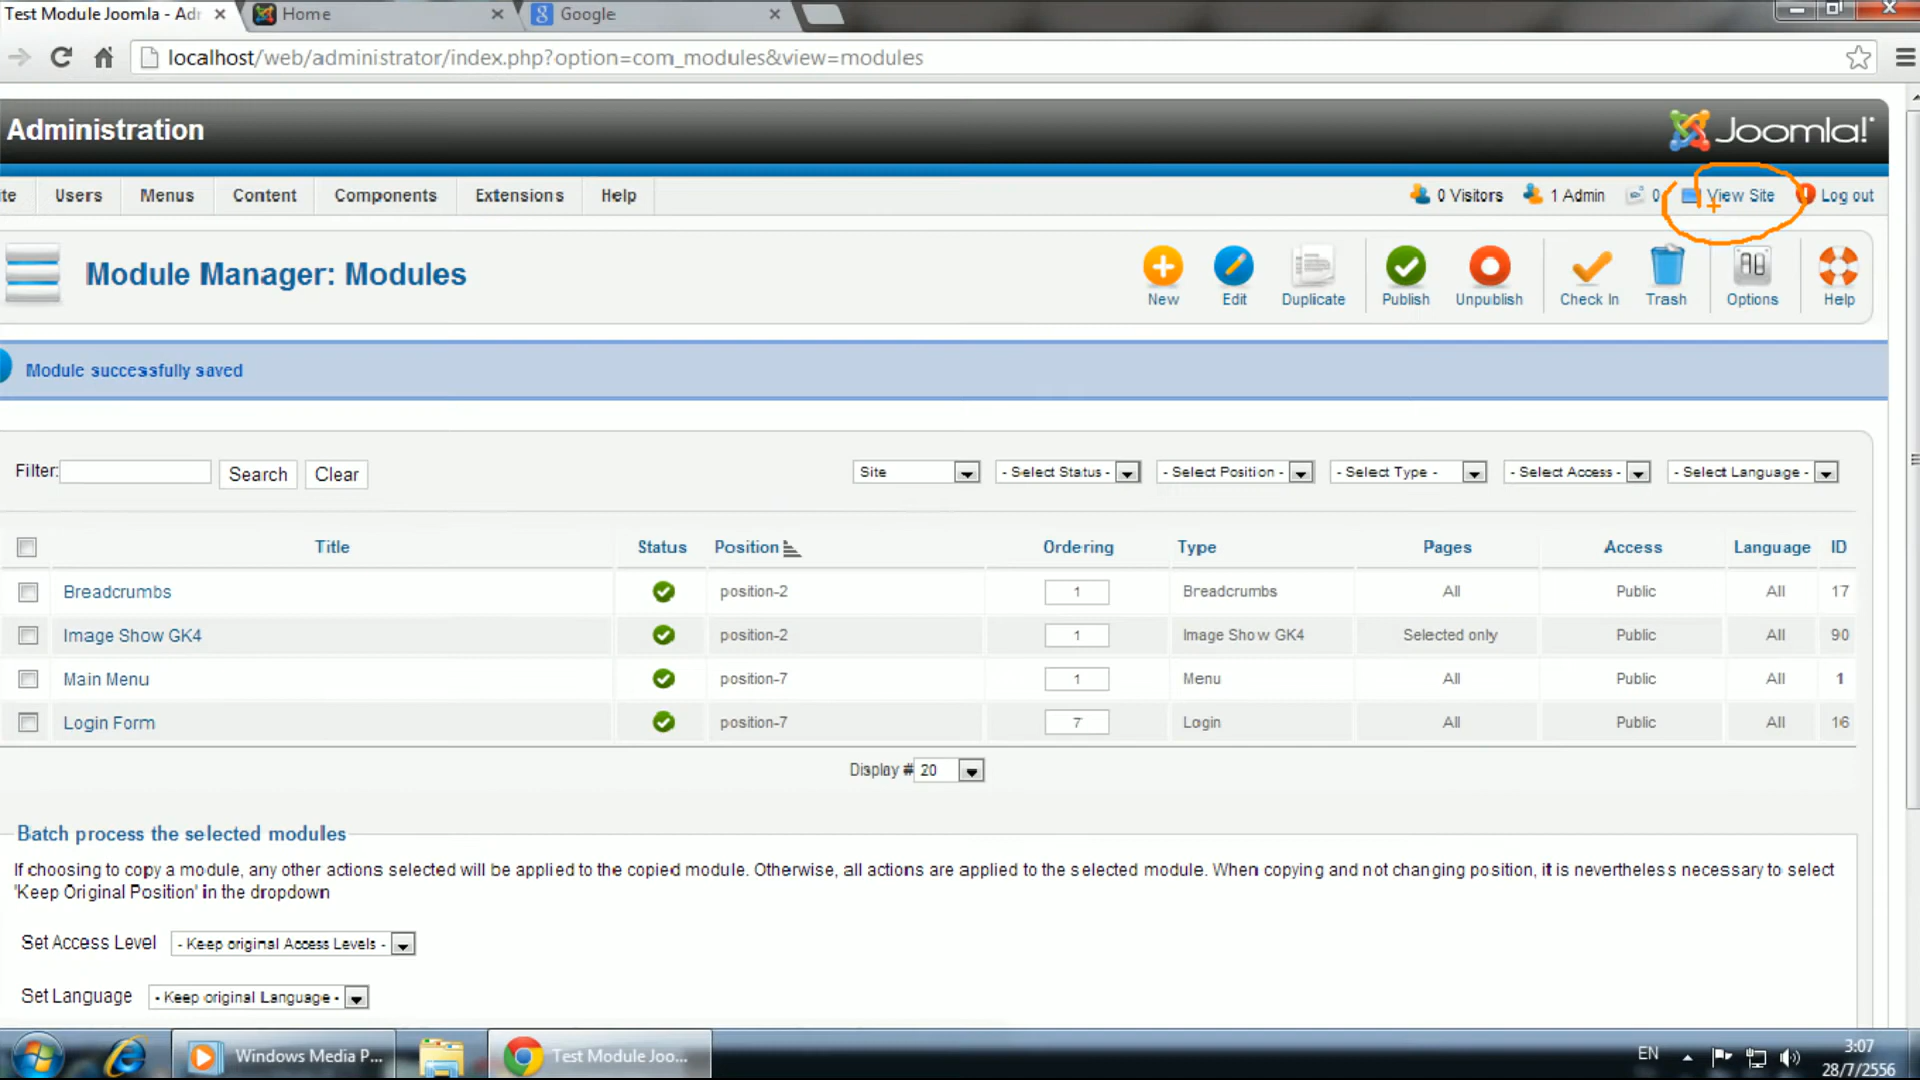 Test Module Joomla - Adr
Home
Google
localhost/web/administrator/index.php?option=com_modules&view=modules
Administration
Joomla!
Users Menus Content Components Extensions Help
0 Visitors 1 Admin 0 View Site Log out
Module Manager: Modules
New Edit Duplicate Publish Unpublish Check In Trash Options Help
Module successfully saved
Filter: Search Clear
Site - Select Status - - Select Position - - Select Type - - Select Access - - Select Language -
Title Status Position Ordering Type Pages Access Language ID
Breadcrumbs position-2 1 Breadcrumbs All Public All 17
Image Show GK4 position-2 1 Image Show GK4 Selected only Public All 90
Main Menu position-7 1 Menu All Public All 1
Login Form position-7 7 Login All Public All 16
Display # 20
Batch process the selected modules
If choosing to copy a module, any other actions selected will be applied to the copied module. Otherwise, all actions are applied to the selected module. When copying and not changing position, it is nevertheless necessary to select
'Keep Original Position' in the dropdown
Set Access Level - Keep original Access Levels -
Set Language - Keep original Language -
Windows Media P... Test Module Joo... EN 3:07
28/7/2556